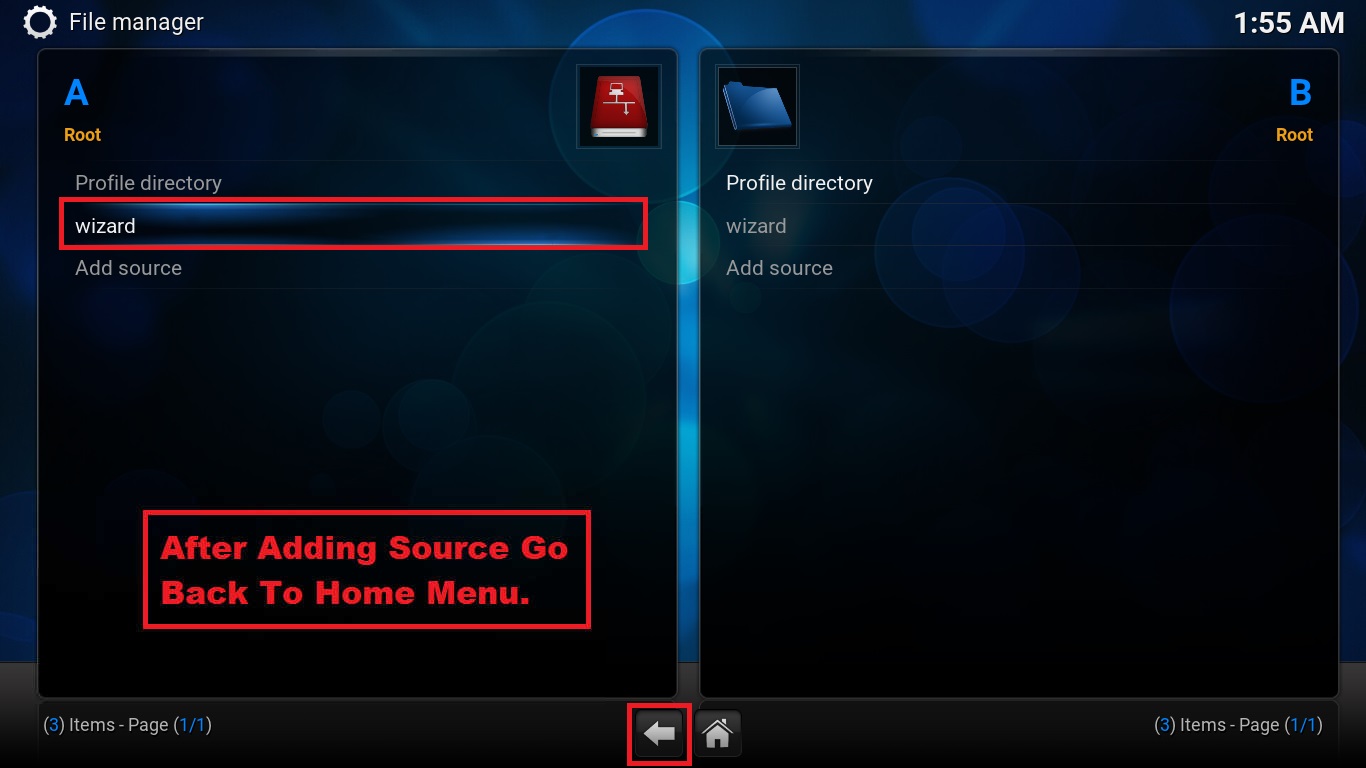 File manager
1:55 AM
A
Root
Profile directory
wizard
Add source
After Adding Source Go
Back To Home Menu.
(3) Items - Page (1/1)
B
Root
Profile directory
wizard
Add source
(3) Items - Page (1/1)